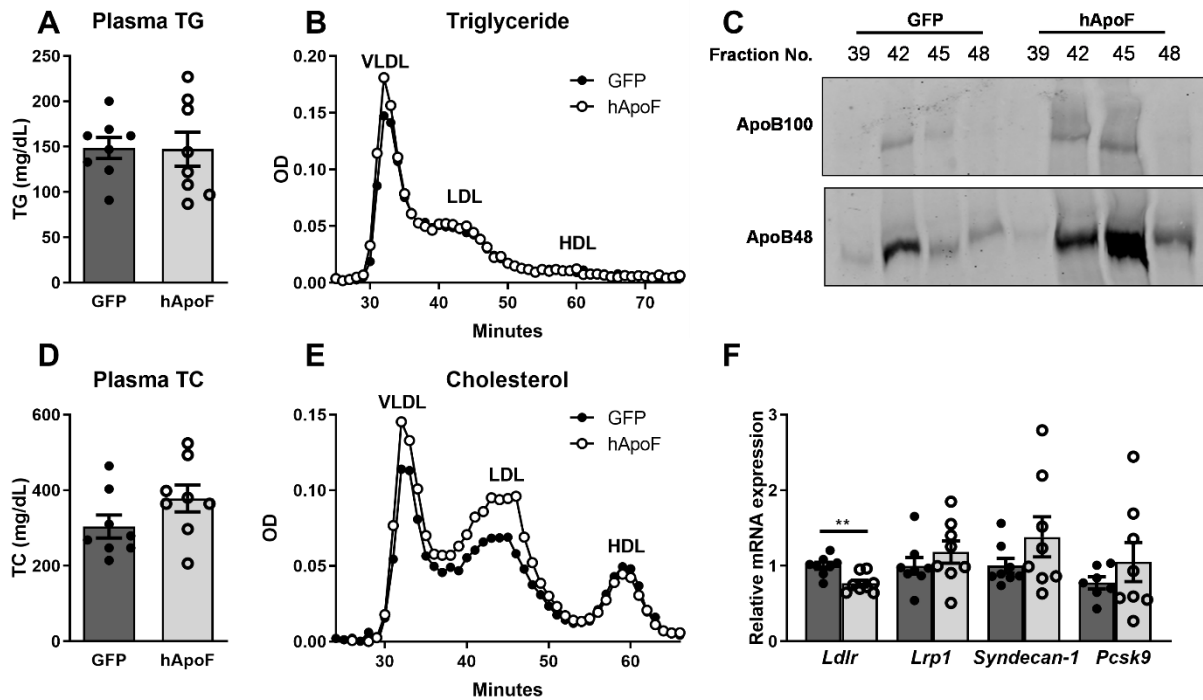 A Plasma TG
TG (mg/dL)
250
200
150
100
50
0
GFP hApoF
B Triglyceride
OD
0.20
0.15
0.10
0.05
0.00
VLDL
LDL
HDL
GFP
hApoF
30 40 50 60 70
Minutes
C GFP hApoF
Fraction No. 39 42 45 48 39 42 45 48
ApoB100
ApoB48
D Plasma TC
TC (mg/dL)
600
400
200
0
GFP hApoF
E Cholesterol
OD
0.15
0.10
0.05
0.00
VLDL
LDL
HDL
GFP
hApoF
30 40 50 60
Minutes
F
Relative mRNA expression
3
2
1
0
**
Ldlr Lrp1 Syndecan-1 Pcsk9